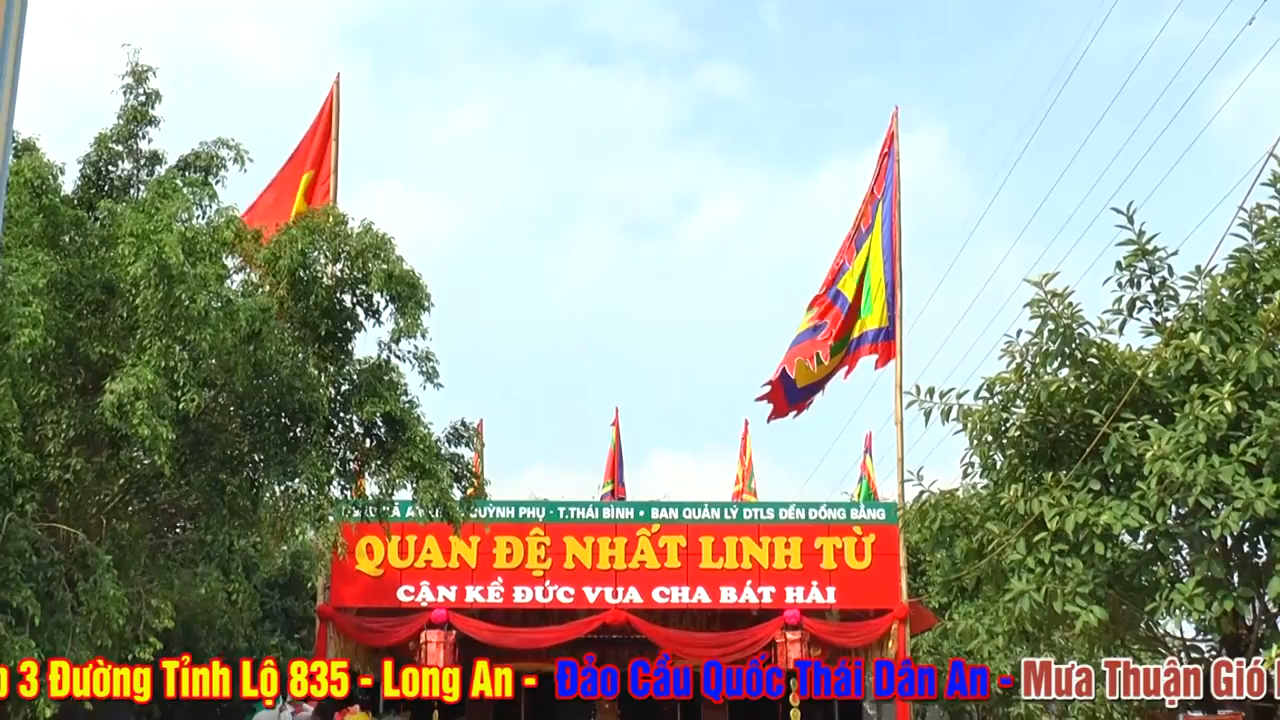 QUỲNH PHỤ - T.THÁI BÌNH • BAN QUẢN LÝ DTLS ĐỀN ĐỒNG BẰNG
QUAN ĐỆ NHẤT LINH TỪ
CẬN KỀ ĐỨC VUA CHA BÁT HẢI
3 Đường Tỉnh Lộ 835 - Long An - Đảo Cầu Quốc Thái Dân An - Mưa Thuận Gió